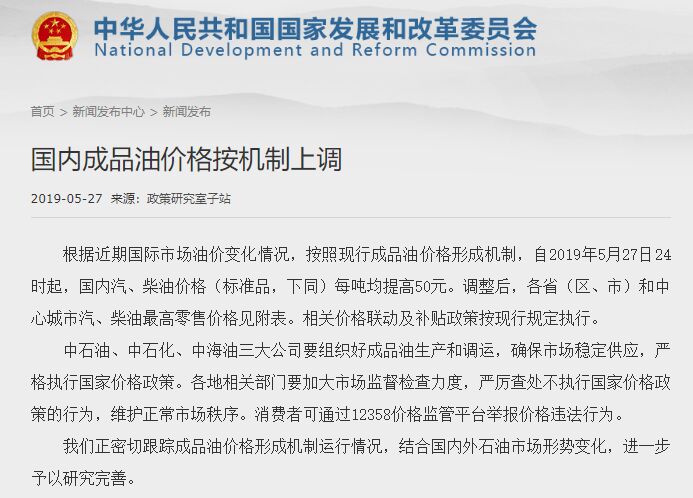 中华人民共和国国家发展和改革委员会
National Development and Reform Commission
首页 > 新闻发布中心 > 新闻发布
国内成品油价格按机制上调
2019-05-27 来源：政策研究室子站
根据近期国际市场油价变化情况，按照现行成品油价格形成机制，自2019年5月27日24
时起，国内汽、柴油价格（标准品，下同）每吨均提高50元。调整后，各省（区、市）和中
心城市汽、柴油最高零售价格见附表。相关价格联动及补贴政策按现行规定执行。
中石油、中石化、中海油三大公司要组织好成品油生产和调运，确保市场稳定供应，严
格执行国家价格政策。各地相关部门要加大市场监督检查力度，严厉查处不执行国家价格政
策的行为，维护正常市场秩序。消费者可通过12358价格监管平台举报价格违法行为。
我们正密切跟踪成品油价格形成机制运行情况，结合国内外石油市场形势变化，进一步
予以研究完善。